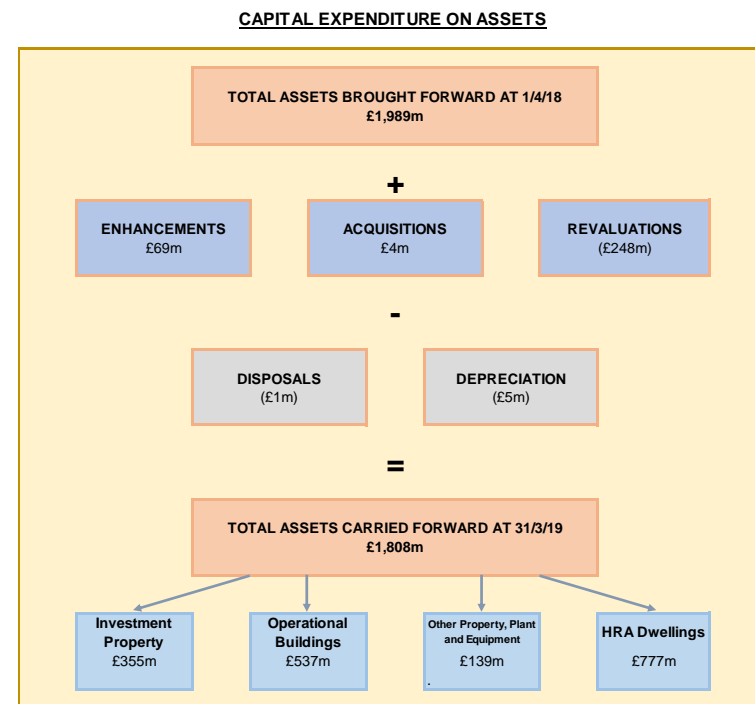 CAPITAL EXPENDITURE ON ASSETS
TOTAL ASSETS BROUGHT FORWARD AT 1/4/18
£1,989m
+
ENHANCEMENTS
£69m
ACQUISITIONS
£4m
REVALUATIONS
(£248m)
-
DISPOSALS
(£1m)
DEPRECIATION
(£5m)
=
TOTAL ASSETS CARRIED FORWARD AT 31/3/19
£1,808m
Investment
Property
£355m
Operational
Buildings
£537m
Other Property, Plant
and Equipment
£139m
.
HRA Dwellings
£777m